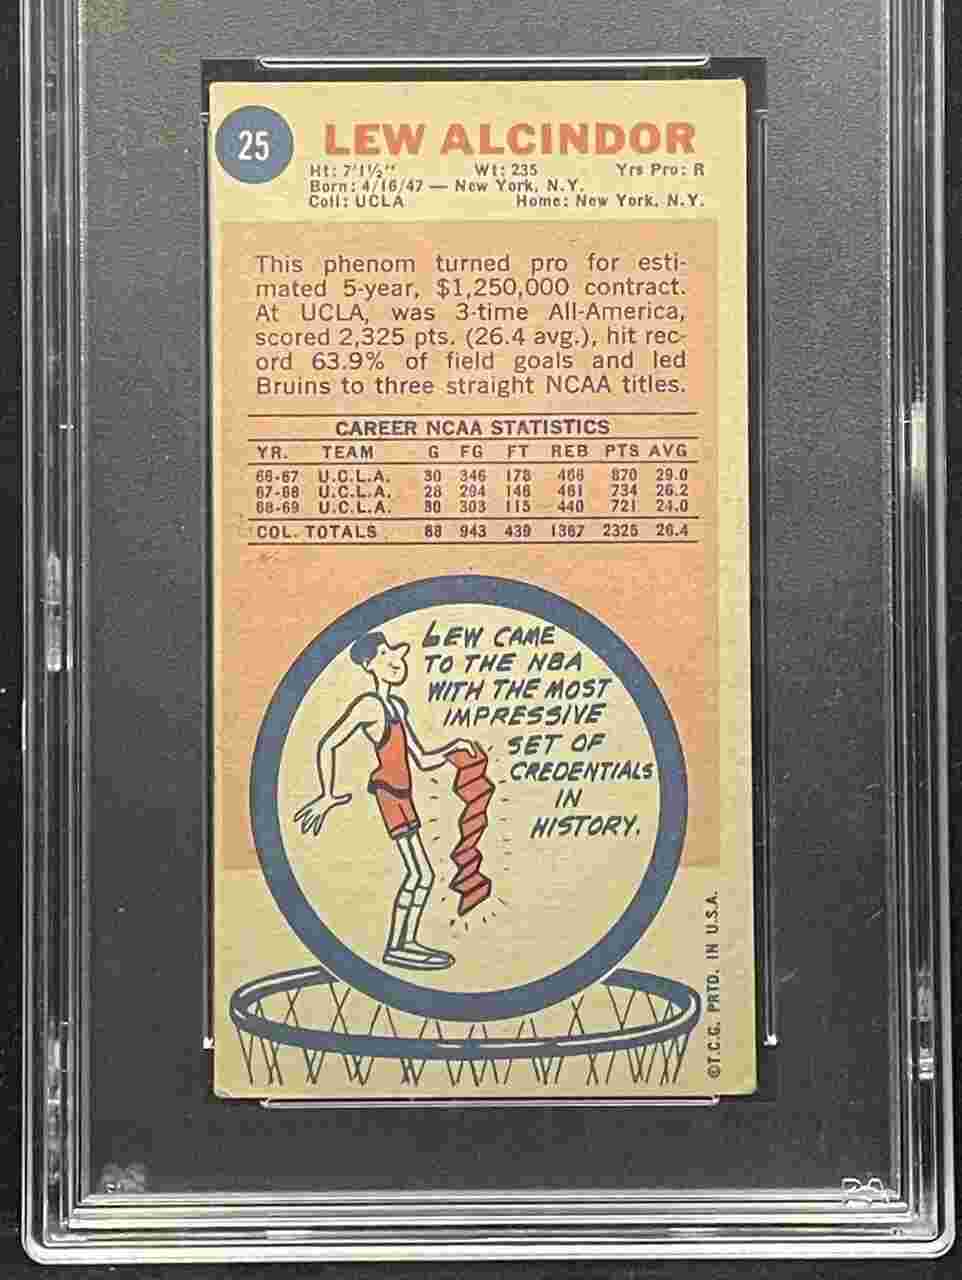 25
LEW ALCINDOR
Ht: 7'1½" Wt: 235 Yrs Pro: R
Born: 4/16/47 — New York, N.Y.
Coll: UCLA Home: New York, N.Y.
This phenom turned pro for esti-
mated 5-year, $1,250,000 contract.
At UCLA, was 3-time All-America,
scored 2,325 pts. (26.4 avg.), hit rec-
ord 63.9% of field goals and led
Bruins to three straight NCAA titles.
CAREER NCAA STATISTICS
YR. TEAM G FG FT REB PTS AVG
66-67 U.C.L.A. 30 346 178 466 870 29.0
67-68 U.C.L.A. 28 294 146 461 734 26.2
68-69 U.C.L.A. 30 303 115 440 721 24.0
COL. TOTALS 88 943 439 1367 2325 26.4
LEW CAME
TO THE NBA
WITH THE MOST
IMPRESSIVE
SET OF
CREDENTIALS
IN
HISTORY.
©T.C.G. PRTD. IN U.S.A.